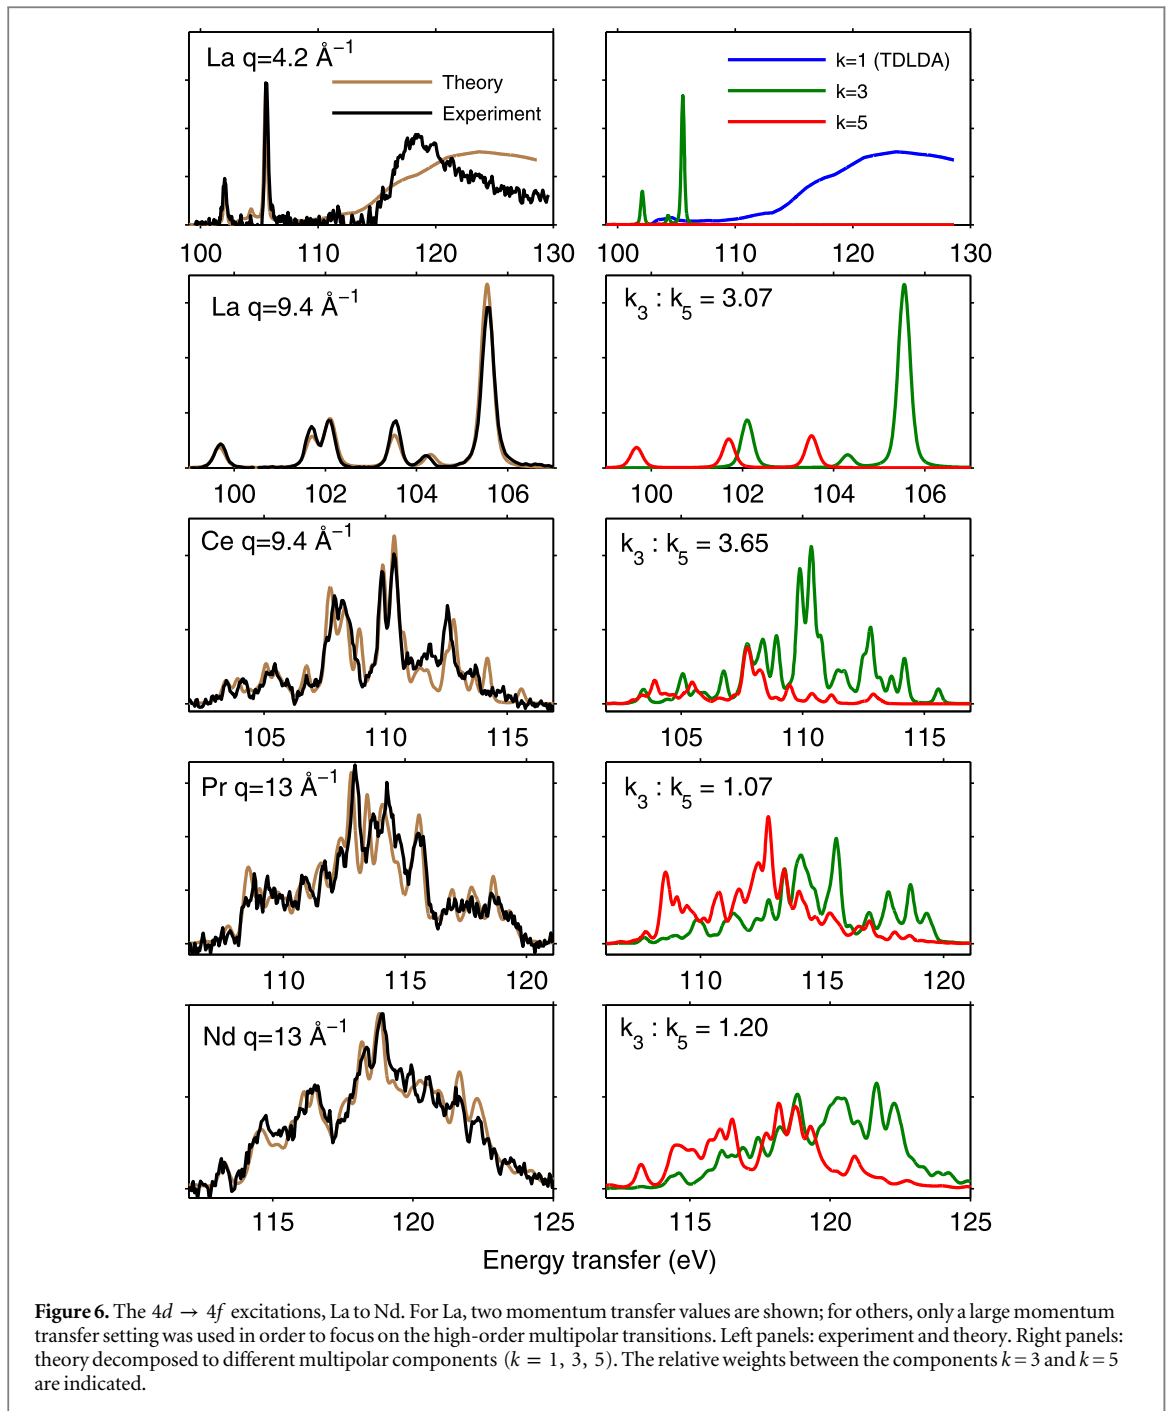 La q=4.2 Å⁻¹
Theory
Experiment
100 110 120 130
k=1 (TDLDA)
k=3
k=5
100 110 120 130
La q=9.4 Å⁻¹
100 102 104 106
k₃ : k₅ = 3.07
100 102 104 106
Ce q=9.4 Å⁻¹
105 110 115
k₃ : k₅ = 3.65
105 110 115
Pr q=13 Å⁻¹
110 115 120
k₃ : k₅ = 1.07
110 115 120
Nd q=13 Å⁻¹
115 120 125
k₃ : k₅ = 1.20
115 120 125
Energy transfer (eV)
Figure 6. The 4d → 4f excitations, La to Nd. For La, two momentum transfer values are shown; for others, only a large momentum
transfer setting was used in order to focus on the high-order multipolar transitions. Left panels: experiment and theory. Right panels:
theory decomposed to different multipolar components (k = 1, 3, 5). The relative weights between the components k = 3 and k = 5
are indicated.